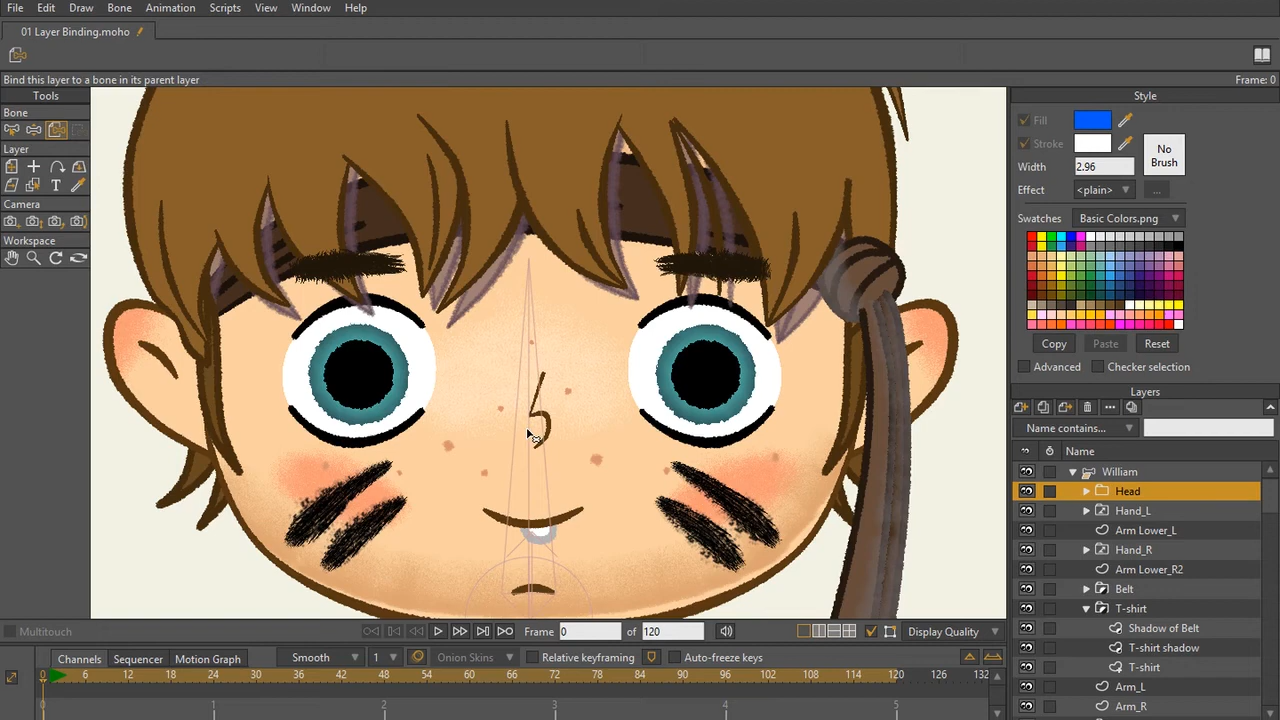 File Edit Draw Bone Animation Scripts View Window Help
01 Layer Binding.moho
Bind this layer to a bone in its parent layer
Frame: 0
Tools
Bone
Layer
T
Camera
Workspace
Style
Fill
Stroke
Width 2.96
Effect <plain> ...
No Brush
Swatches Basic Colors.png
Copy Paste Reset
Advanced Checker selection
Layers
Name contains...
Name
William
Head
Hand_L
Arm Lower_L
Hand_R
Arm Lower_R2
Belt
T-shirt
Shadow of Belt
T-shirt shadow
T-shirt
Arm_L
Arm_R
Multitouch
Frame 0 of 120
Display Quality
Channels Sequencer Motion Graph Smooth 1 Onion Skins Relative keyframing Auto-freeze keys
0 6 12 18 24 30 36 42 48 54 60 66 72 78 84 90 96 102 108 114 120 126 132
0 1 2 3 4 5